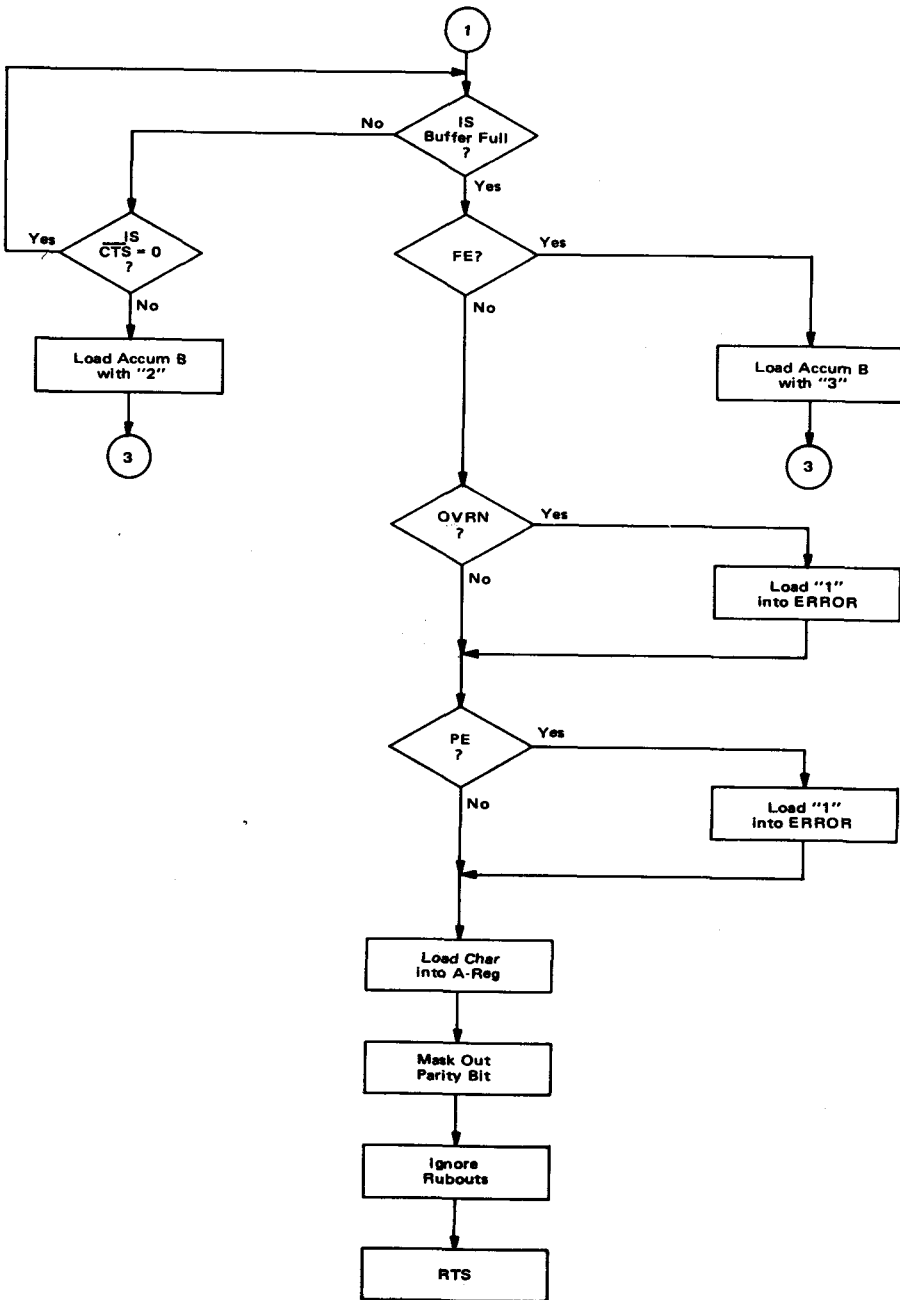 1
IS
Buffer Full
?
No
Yes
IS
C̅T̅S̅ = 0
?
Yes
No
FE?
Yes
No
Load Accum B
with "2"
3
Load Accum B
with "3"
3
OVRN
?
Yes
No
Load "1"
into ERROR
PE
?
Yes
No
Load "1"
into ERROR
Load Char
into A-Reg
Mask Out
Parity Bit
Ignore
Rubouts
RTS